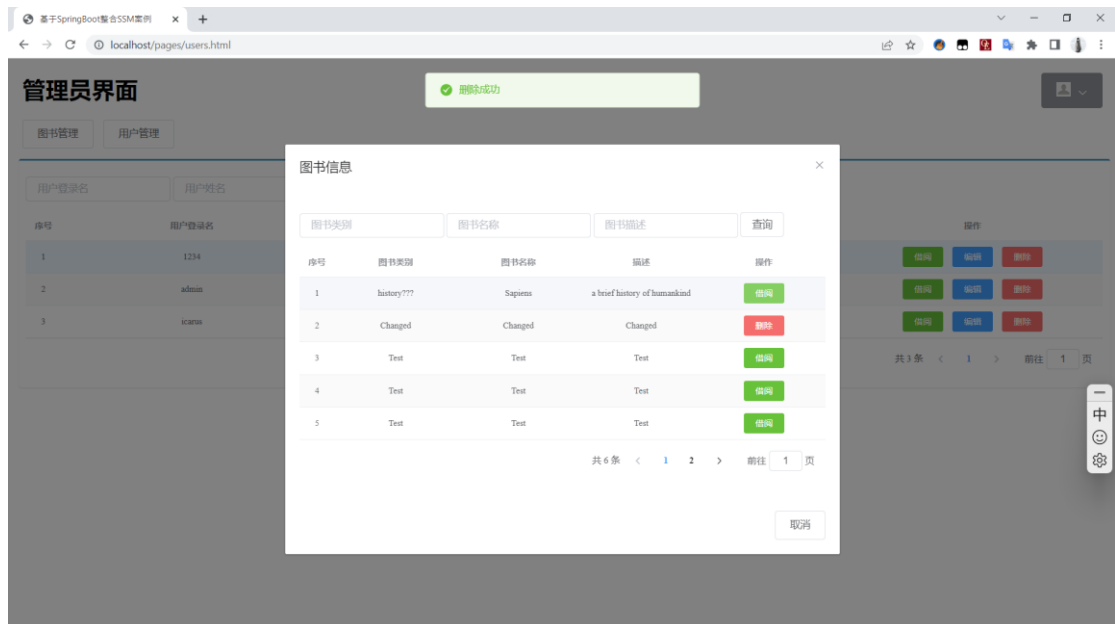 基于SpringBoot整合SSM案例
localhost/pages/users.html
管理员界面
删除成功
图书管理 用户管理
用户登录名 用户姓名
序号 用户登录名 操作
1 1234 借阅 编辑 删除
2 admin 借阅 编辑 删除
3 icarus 借阅 编辑 删除
共 3 条 1 前往 1 页
图书信息
图书类别 图书名称 图书描述 查询
序号 图书类别 图书名称 描述 操作
1 history??? Sapiens a brief history of humankind 借阅
2 Changed Changed Changed 删除
3 Test Test Test 借阅
4 Test Test Test 借阅
5 Test Test Test 借阅
共 6 条 1 2 前往 1 页
取消
中